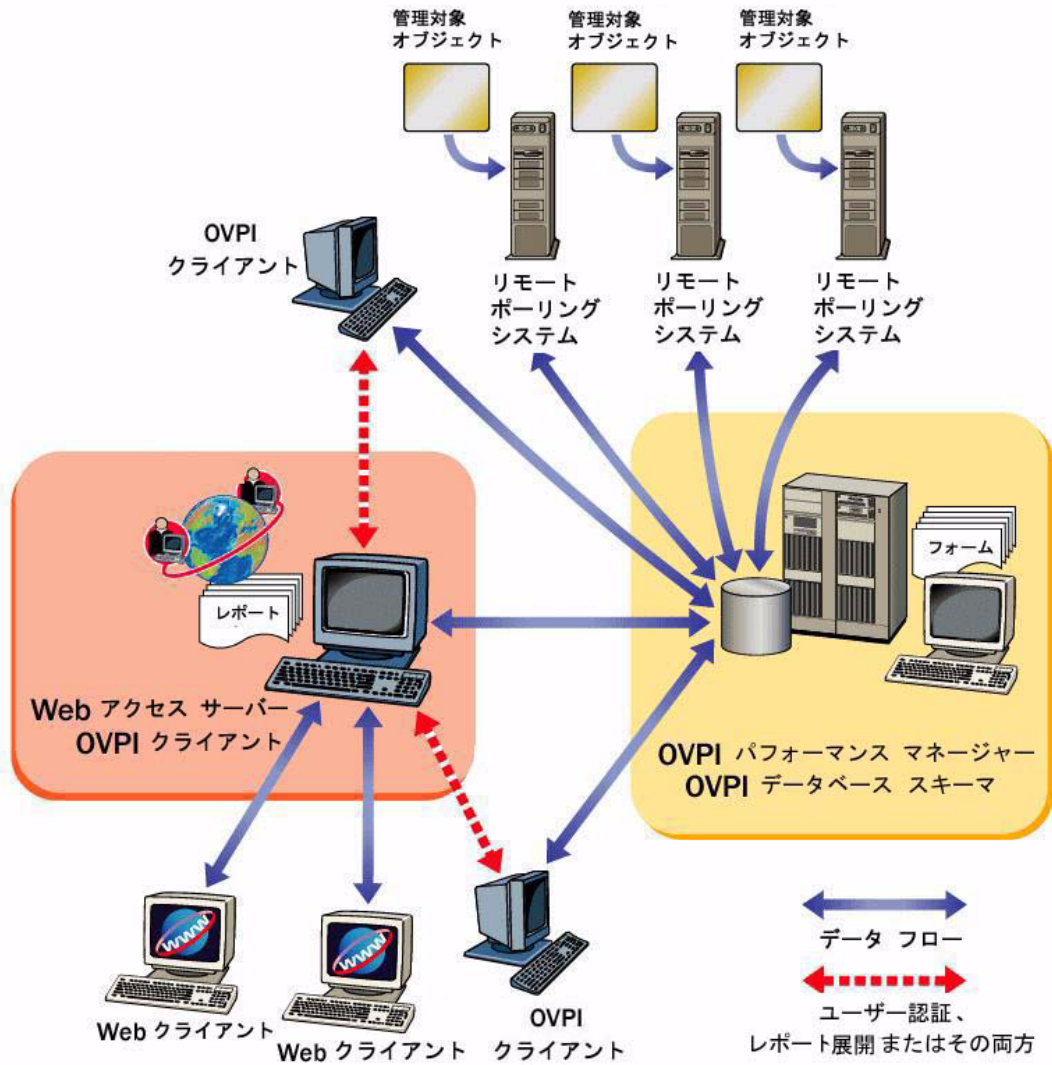 管理対象
オブジェクト
管理対象
オブジェクト
管理対象
オブジェクト
OVPI
クライアント
リモート
ポーリング
システム
リモート
ポーリング
システム
リモート
ポーリング
システム
レポート
フォーム
Web アクセス サーバー
OVPI クライアント
OVPI パフォーマンス マネージャー
OVPI データベース スキーマ
WWW
WWW
Web クライアント
Web クライアント
OVPI
クライアント
データ フロー
ユーザー認証、
レポート展開またはその両方